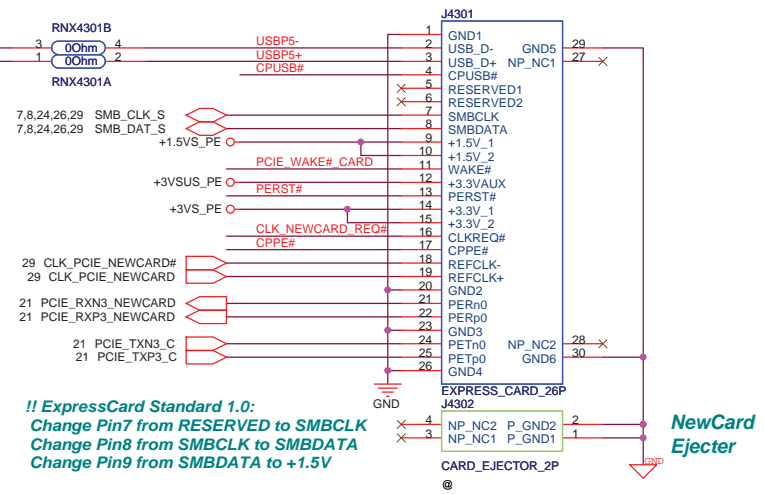 J4301
RNX4301B
3 0Ohm 4
1 0Ohm 2
RNX4301A
USBP5- 
USBP5+
CPUSB#
1 GND1
2 USB_D-
3 USB_D+
4 CPUSB#
5 RESERVED1
6 RESERVED2
7 SMBCLK
8 SMBDATA
9 +1.5V_1
10 +1.5V_2
11 WAKE#
12 +3.3VAUX
13 PERST#
14 +3.3V_1
15 +3.3V_2
16 CLKREQ#
17 CPPE#
18 REFCLK-
19 REFCLK+
20 GND2
21 PERn0
22 PERp0
23 GND3
24 PETn0
25 PETp0
26 GND4
GND5 29
NP_NC1 27
NP_NC2 28
GND6 30
7,8,24,26,29 SMB_CLK_S
7,8,24,26,29 SMB_DAT_S
+1.5VS_PE
PCIE_WAKE#_CARD
+3VSUS_PE
PERST#
+3VS_PE
CLK_NEWCARD_REQ#
CPPE#
29 CLK_PCIE_NEWCARD#
29 CLK_PCIE_NEWCARD
21 PCIE_RXN3_NEWCARD
21 PCIE_RXP3_NEWCARD
21 PCIE_TXN3_C
21 PCIE_TXP3_C
GND
EXPRESS_CARD_26P
J4302
4 NP_NC2 P_GND2 2
3 NP_NC1 P_GND1 1
CARD_EJECTOR_2P
@
GND
NewCard
Ejecter
!! ExpressCard Standard 1.0:
Change Pin7 from RESERVED to SMBCLK
Change Pin8 from SMBCLK to SMBDATA
Change Pin9 from SMBDATA to +1.5V